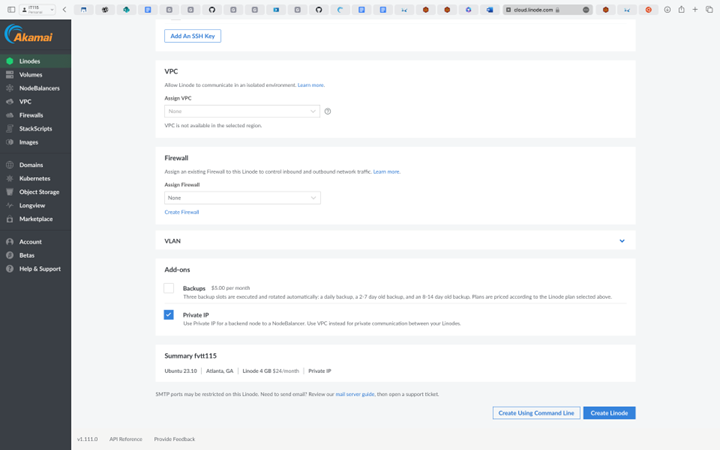 IT115
Personal
cloud.linode.com
Akamai
Linodes
Volumes
NodeBalancers
VPC
Firewalls
StackScripts
Images
Domains
Kubernetes
Object Storage
Longview
Marketplace
Account
Betas
Help & Support
Add An SSH Key
VPC
Allow Linode to communicate in an isolated environment. Learn more.
Assign VPC
None
VPC is not available in the selected region.
Firewall
Assign an existing Firewall to this Linode to control inbound and outbound network traffic. Learn more.
Assign Firewall
None
Create Firewall
VLAN
Add-ons
Backups $5.00 per month
Three backup slots are executed and rotated automatically: a daily backup, a 2-7 day old backup, and an 8-14 day old backup. Plans are priced according to the Linode plan selected above.
Private IP
Use Private IP for a backend node to a NodeBalancer. Use VPC instead for private communication between your Linodes.
Summary fvtt115
Ubuntu 23.10 | Atlanta, GA | Linode 4 GB $24/month | Private IP
SMTP ports may be restricted on this Linode. Need to send email? Review our mail server guide, then open a support ticket.
Create Using Command Line
Create Linode
v1.111.0 API Reference Provide Feedback